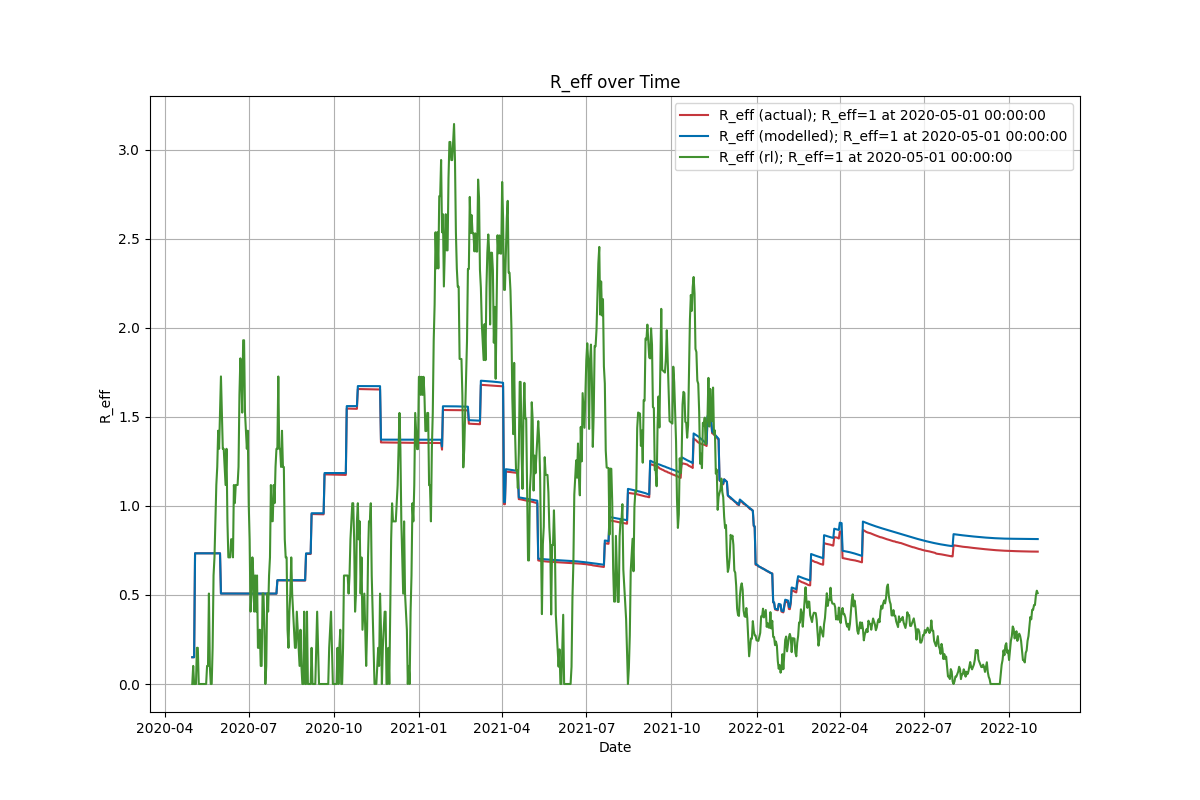 R_eff over Time
R_eff (actual); R_eff=1 at 2020-05-01 00:00:00
R_eff (modelled); R_eff=1 at 2020-05-01 00:00:00
R_eff (rl); R_eff=1 at 2020-05-01 00:00:00
R_eff
3.0
2.5
2.0
1.5
1.0
0.5
0.0
2020-04 2020-07 2020-10 2021-01 2021-04 2021-07 2021-10 2022-01 2022-04 2022-07 2022-10
Date